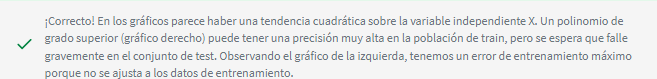 ¡Correcto! En los gráficos parece haber una tendencia cuadrática sobre la variable independiente X. Un polinomio de
grado superior (gráfico derecho) puede tener una precisión muy alta en la población de train, pero se espera que falle
gravemente en el conjunto de test. Observando el gráfico de la izquierda, tenemos un error de entrenamiento máximo
porque no se ajusta a los datos de entrenamiento.